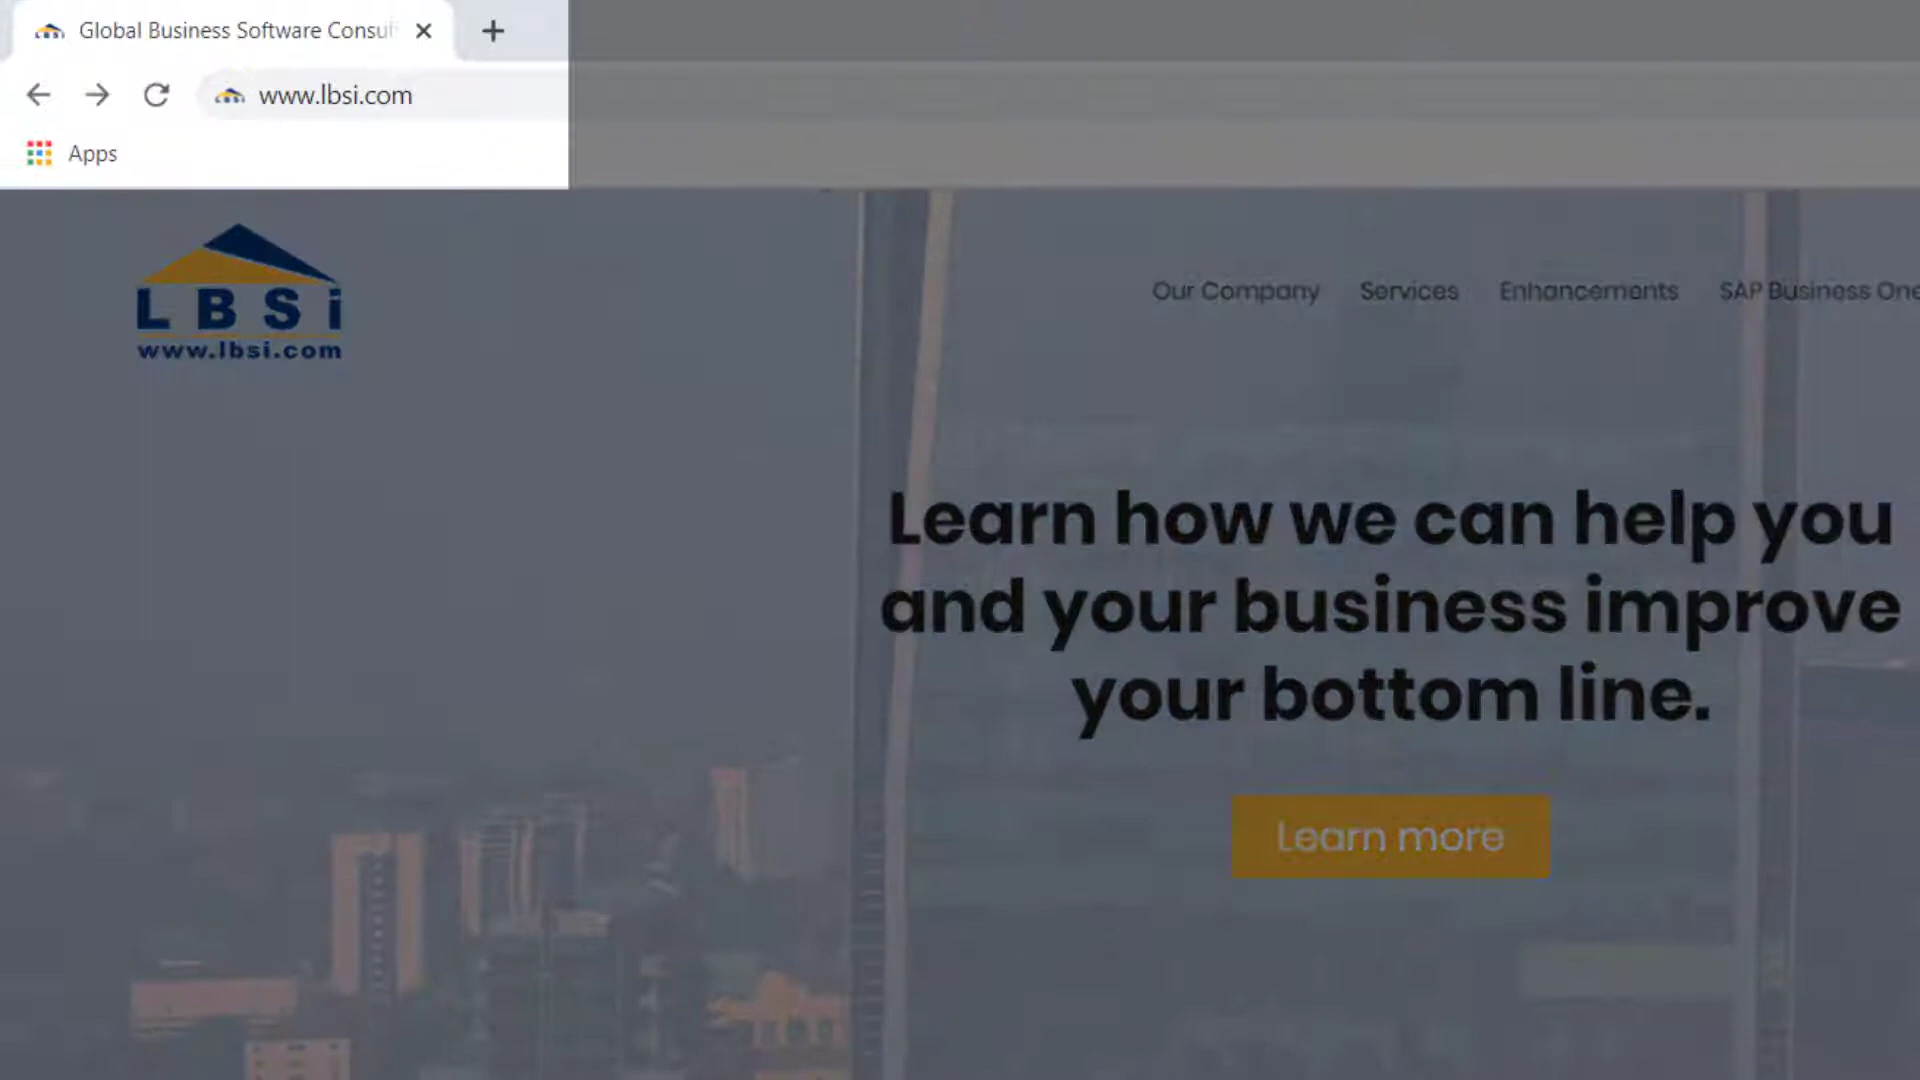 Global Business Software Consul
www.lbsi.com
Apps
LBSi
www.lbsi.com
Our Company Services Enhancements SAP Business One
Learn how we can help you
and your business improve
your bottom line.
Learn more